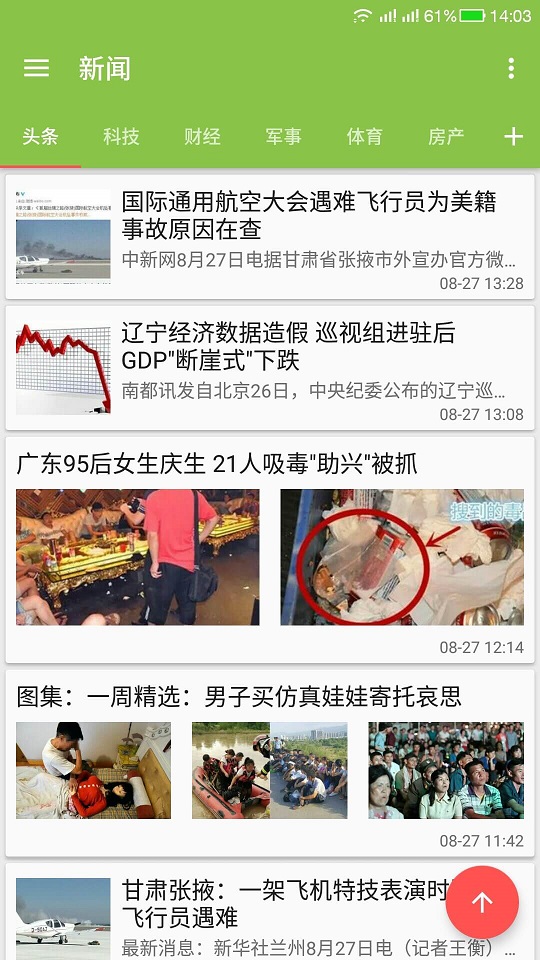 61% 14:03
新闻
头条 科技 财经 军事 体育 房产
国际通用航空大会遇难飞行员为美籍
事故原因在查
中新网8月27日电据甘肃省张掖市外宣办官方微...
08-27 13:28
辽宁经济数据造假 巡视组进驻后
GDP"断崖式"下跌
南都讯发自北京26日，中央纪委公布的辽宁巡...
08-27 13:08
广东95后女生庆生 21人吸毒"助兴"被抓
搜到的毒
08-27 12:14
图集：一周精选：男子买仿真娃娃寄托哀思
08-27 11:42
甘肃张掖：一架飞机特技表演时
飞行员遇难
最新消息：新华社兰州8月27日电（记者王衡）...